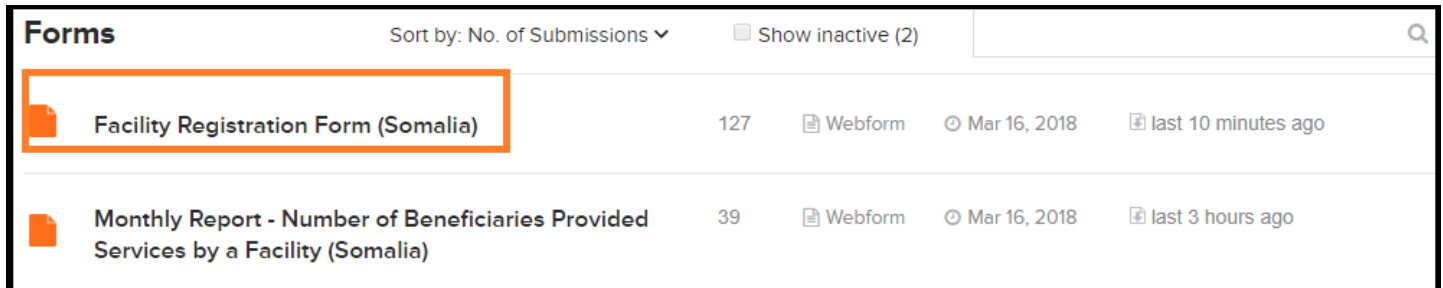 Forms Sort by: No. of Submissions Show inactive (2)
Facility Registration Form (Somalia) 127 Webform Mar 16, 2018 last 10 minutes ago
Monthly Report - Number of Beneficiaries Provided 39 Webform Mar 16, 2018 last 3 hours ago
Services by a Facility (Somalia)